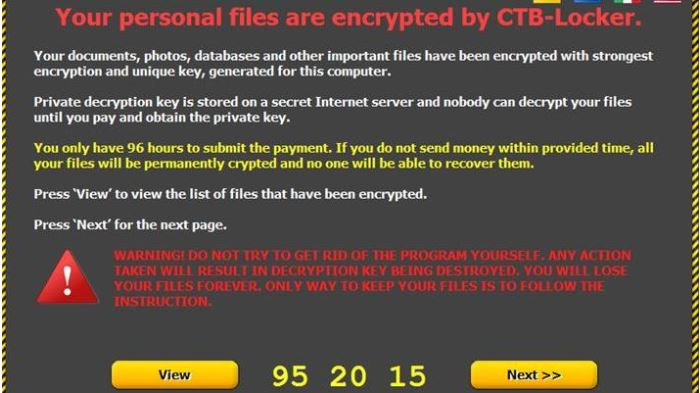 Your personal files are encrypted by CTB-Locker.
Your documents, photos, databases and other important files have been encrypted with strongest
encryption and unique key, generated for this computer.
Private decryption key is stored on a secret Internet server and nobody can decrypt your files
until you pay and obtain the private key.
You only have 96 hours to submit the payment. If you do not send money within provided time, all
your files will be permanently crypted and no one will be able to recover them.
Press ‘View’ to view the list of files that have been encrypted.
Press ‘Next’ for the next page.
WARNING! DO NOT TRY TO GET RID OF THE PROGRAM YOURSELF. ANY ACTION
TAKEN WILL RESULT IN DECRYPTION KEY BEING DESTROYED. YOU WILL LOSE
YOUR FILES FOREVER. ONLY WAY TO KEEP YOUR FILES IS TO FOLLOW THE
INSTRUCTION.
View
95 20 15
Next >>